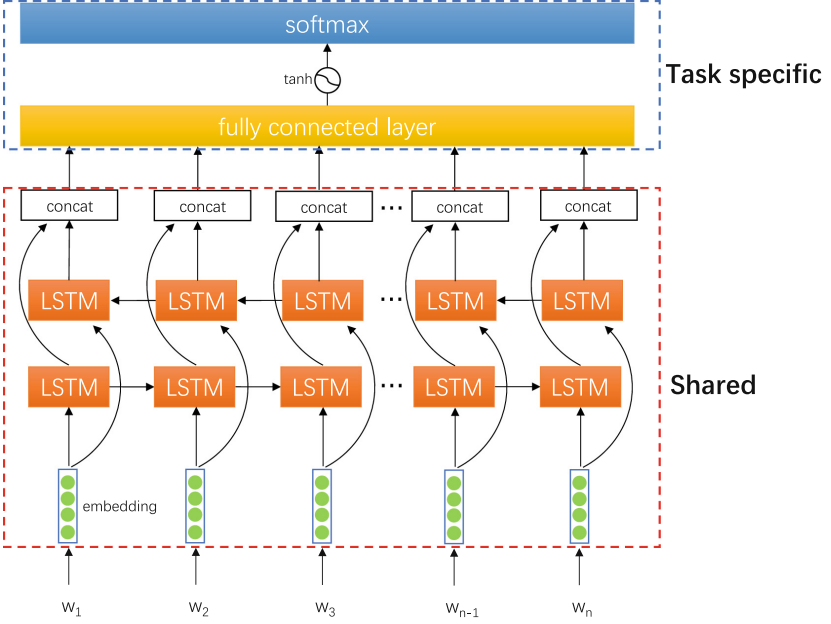 softmax
tanh
Task specific
fully connected layer
concat concat concat ... concat concat
LSTM LSTM LSTM ... LSTM LSTM
LSTM LSTM LSTM ... LSTM LSTM
Shared
embedding
w1 w2 w3 wn-1 wn